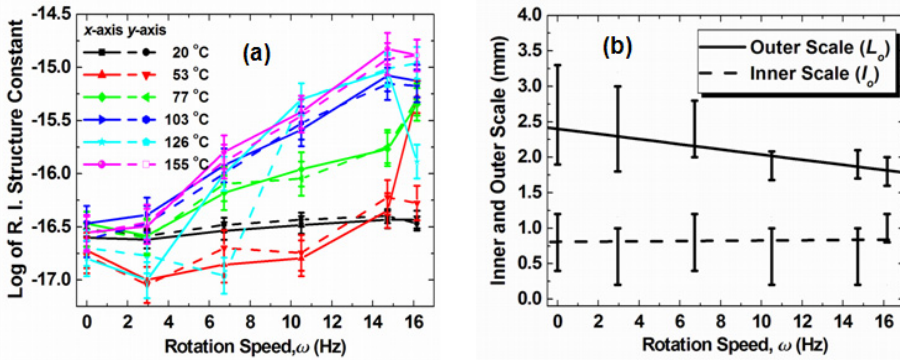 Log of R. I. Structure Constant
-14.5
-15.0
-15.5
-16.0
-16.5
-17.0
x-axis y-axis
20 °C
53 °C
77 °C
103 °C
126 °C
155 °C
(a)
0 2 4 6 8 10 12 14 16
Rotation Speed,ω (Hz)
Inner and Outer Scale (mm)
4.0
3.5
3.0
2.5
2.0
1.5
1.0
0.5
0.0
(b)
Outer Scale (Lo)
Inner Scale (lo)
0 2 4 6 8 10 12 14 16
Rotation Speed, ω (Hz)